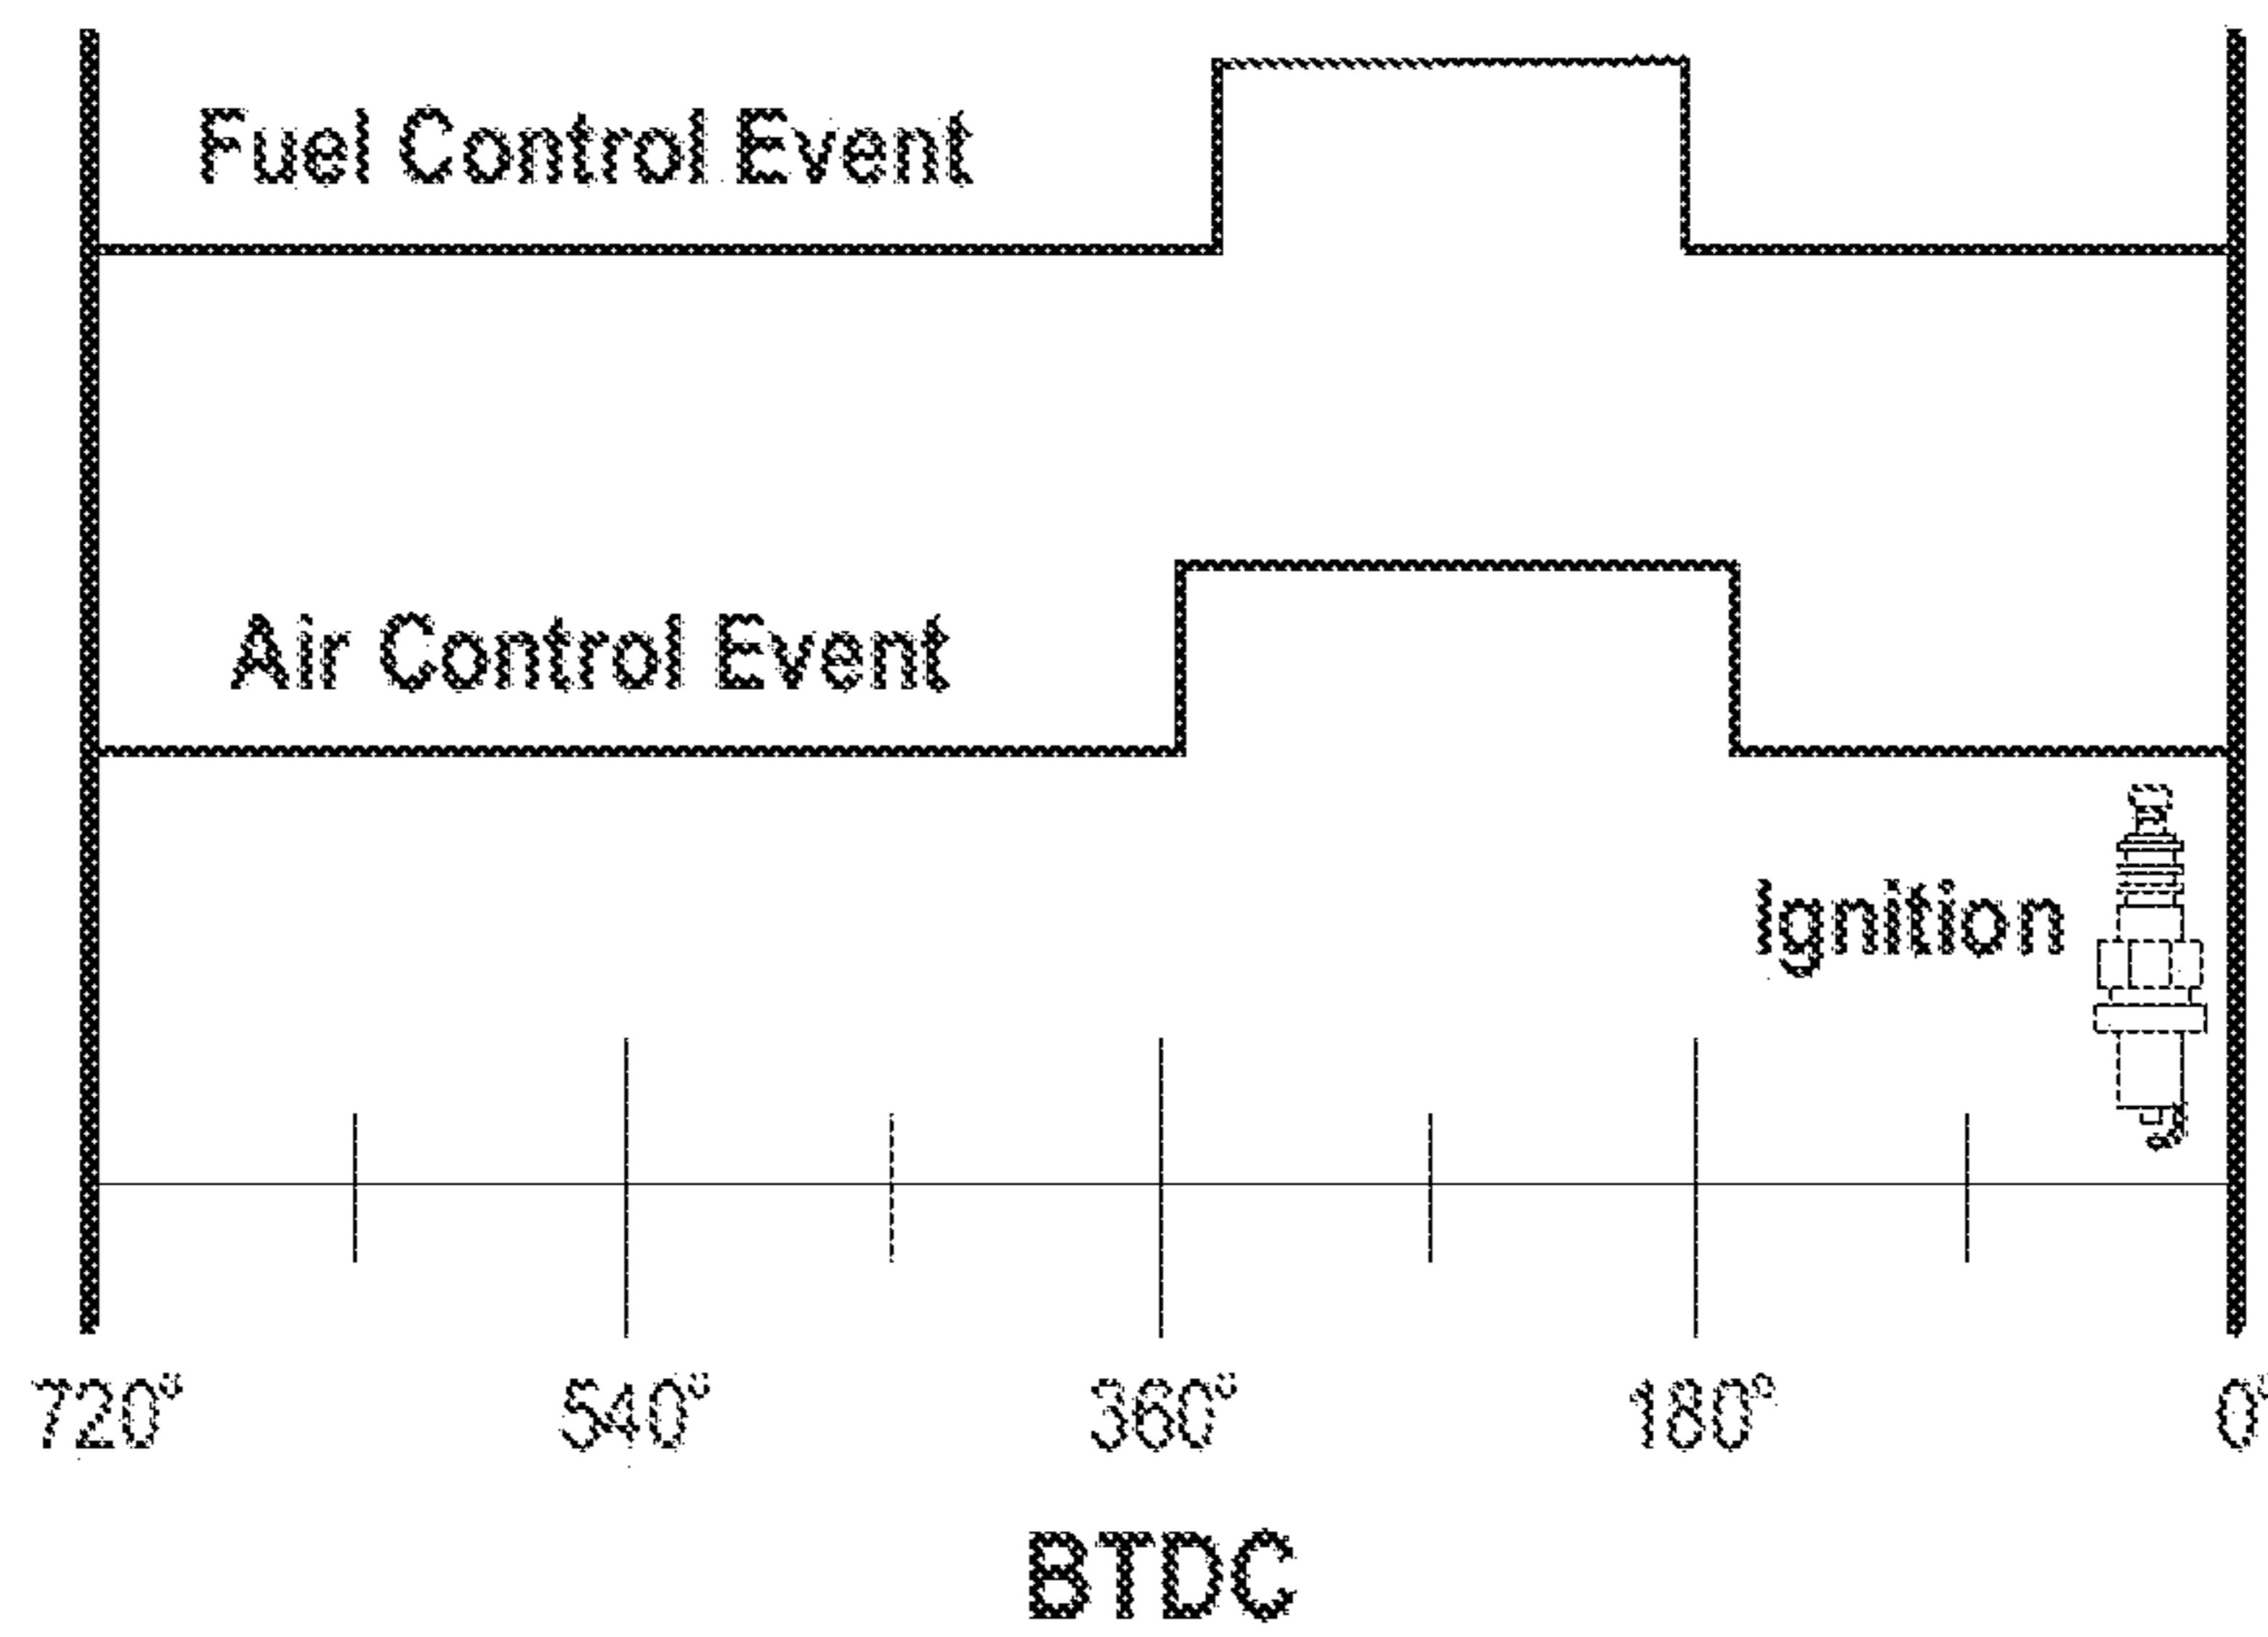 Fuel Control Event
Air Control Event
Ignition
720° 540° 360° 180° 0°
BTDC